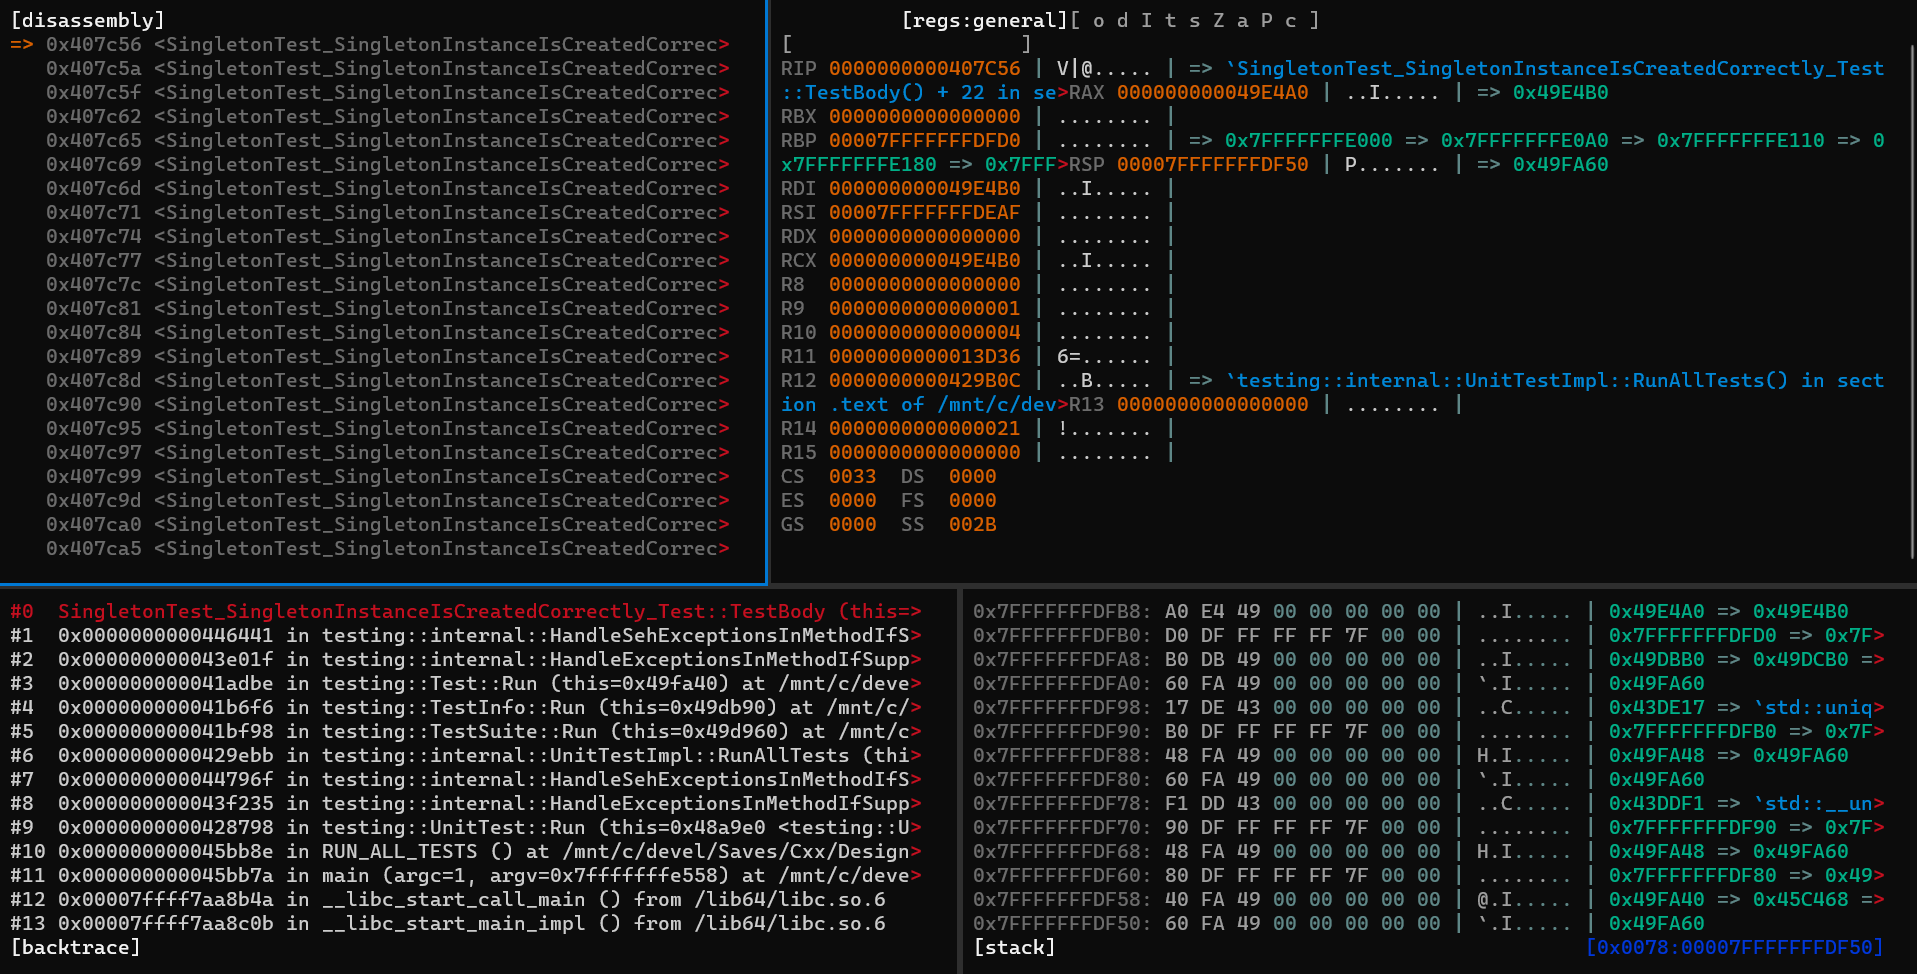 [disassembly]
=> 0x407c56 <SingletonTest_SingletonInstanceIsCreatedCorrec>
0x407c5a <SingletonTest_SingletonInstanceIsCreatedCorrec>
0x407c5f <SingletonTest_SingletonInstanceIsCreatedCorrec>
0x407c62 <SingletonTest_SingletonInstanceIsCreatedCorrec>
0x407c65 <SingletonTest_SingletonInstanceIsCreatedCorrec>
0x407c69 <SingletonTest_SingletonInstanceIsCreatedCorrec>
0x407c6d <SingletonTest_SingletonInstanceIsCreatedCorrec>
0x407c71 <SingletonTest_SingletonInstanceIsCreatedCorrec>
0x407c74 <SingletonTest_SingletonInstanceIsCreatedCorrec>
0x407c77 <SingletonTest_SingletonInstanceIsCreatedCorrec>
0x407c7c <SingletonTest_SingletonInstanceIsCreatedCorrec>
0x407c81 <SingletonTest_SingletonInstanceIsCreatedCorrec>
0x407c84 <SingletonTest_SingletonInstanceIsCreatedCorrec>
0x407c89 <SingletonTest_SingletonInstanceIsCreatedCorrec>
0x407c8d <SingletonTest_SingletonInstanceIsCreatedCorrec>
0x407c90 <SingletonTest_SingletonInstanceIsCreatedCorrec>
0x407c95 <SingletonTest_SingletonInstanceIsCreatedCorrec>
0x407c97 <SingletonTest_SingletonInstanceIsCreatedCorrec>
0x407c99 <SingletonTest_SingletonInstanceIsCreatedCorrec>
0x407c9d <SingletonTest_SingletonInstanceIsCreatedCorrec>
0x407ca0 <SingletonTest_SingletonInstanceIsCreatedCorrec>
0x407ca5 <SingletonTest_SingletonInstanceIsCreatedCorrec>
[regs:general][ o d I t s Z a P c ]
[ ]
RIP 0000000000407C56 | V|@..... | => `SingletonTest_SingletonInstanceIsCreatedCorrectly_Test
::TestBody() + 22 in se>RAX 000000000049E4A0 | ..I..... | => 0x49E4B0
RBX 0000000000000000 | ........ |
RBP 00007FFFFFFFDFD0 | ........ | => 0x7FFFFFFFE000 => 0x7FFFFFFFE0A0 => 0x7FFFFFFFE110 => 0
x7FFFFFFFE180 => 0x7FFF>RSP 00007FFFFFFFDF50 | P....... | => 0x49FA60
RDI 000000000049E4B0 | ..I..... |
RSI 00007FFFFFFFDEAF | ........ |
RDX 0000000000000000 | ........ |
RCX 000000000049E4B0 | ..I..... |
R8 0000000000000000 | ........ |
R9 0000000000000001 | ........ |
R10 0000000000000004 | ........ |
R11 0000000000013D36 | 6=...... |
R12 0000000000429B0C | ..B..... | => `testing::internal::UnitTestImpl::RunAllTests() in sect
ion .text of /mnt/c/dev>R13 0000000000000000 | ........ |
R14 0000000000000021 | !....... |
R15 0000000000000000 | ........ |
CS 0033 DS 0000
ES 0000 FS 0000
GS 0000 SS 002B
#0 SingletonTest_SingletonInstanceIsCreatedCorrectly_Test::TestBody (this=>
#1 0x0000000000446441 in testing::internal::HandleSehExceptionsInMethodIfS>
#2 0x000000000043e01f in testing::internal::HandleExceptionsInMethodIfSupp>
#3 0x000000000041adbe in testing::Test::Run (this=0x49fa40) at /mnt/c/deve>
#4 0x000000000041b6f6 in testing::TestInfo::Run (this=0x49db90) at /mnt/c/>
#5 0x000000000041bf98 in testing::TestSuite::Run (this=0x49d960) at /mnt/c>
#6 0x0000000000429ebb in testing::internal::UnitTestImpl::RunAllTests (thi>
#7 0x000000000044796f in testing::internal::HandleSehExceptionsInMethodIfS>
#8 0x000000000043f235 in testing::internal::HandleExceptionsInMethodIfSupp>
#9 0x0000000000428798 in testing::UnitTest::Run (this=0x48a9e0 <testing::U>
#10 0x000000000045bb8e in RUN_ALL_TESTS () at /mnt/c/devel/Saves/Cxx/Design>
#11 0x000000000045bb7a in main (argc=1, argv=0x7fffffffe558) at /mnt/c/deve>
#12 0x00007ffff7aa8b4a in __libc_start_call_main () from /lib64/libc.so.6
#13 0x00007ffff7aa8c0b in __libc_start_main_impl () from /lib64/libc.so.6
[backtrace]
0x7FFFFFFFDFB8: A0 E4 49 00 00 00 00 00 | ..I..... | 0x49E4A0 => 0x49E4B0
0x7FFFFFFFDFB0: D0 DF FF FF FF 7F 00 00 | ........ | 0x7FFFFFFFDFD0 => 0x7F>
0x7FFFFFFFDFA8: B0 DB 49 00 00 00 00 00 | ..I..... | 0x49DBB0 => 0x49DCB0 =>
0x7FFFFFFFDFA0: 60 FA 49 00 00 00 00 00 | `.I..... | 0x49FA60
0x7FFFFFFFDF98: 17 DE 43 00 00 00 00 00 | ..C..... | 0x43DE17 => `std::uniq>
0x7FFFFFFFDF90: B0 DF FF FF FF 7F 00 00 | ........ | 0x7FFFFFFFDFB0 => 0x7F>
0x7FFFFFFFDF88: 48 FA 49 00 00 00 00 00 | H.I..... | 0x49FA48 => 0x49FA60
0x7FFFFFFFDF80: 60 FA 49 00 00 00 00 00 | `.I..... | 0x49FA60
0x7FFFFFFFDF78: F1 DD 43 00 00 00 00 00 | ..C..... | 0x43DDF1 => `std::__un>
0x7FFFFFFFDF70: 90 DF FF FF FF 7F 00 00 | ........ | 0x7FFFFFFFDF90 => 0x7F>
0x7FFFFFFFDF68: 48 FA 49 00 00 00 00 00 | H.I..... | 0x49FA48 => 0x49FA60
0x7FFFFFFFDF60: 80 DF FF FF FF 7F 00 00 | ........ | 0x7FFFFFFFDF80 => 0x49>
0x7FFFFFFFDF58: 40 FA 49 00 00 00 00 00 | @.I..... | 0x49FA40 => 0x45C468 =>
0x7FFFFFFFDF50: 60 FA 49 00 00 00 00 00 | `.I..... | 0x49FA60
[stack] [0x0078:00007FFFFFFFDF50]